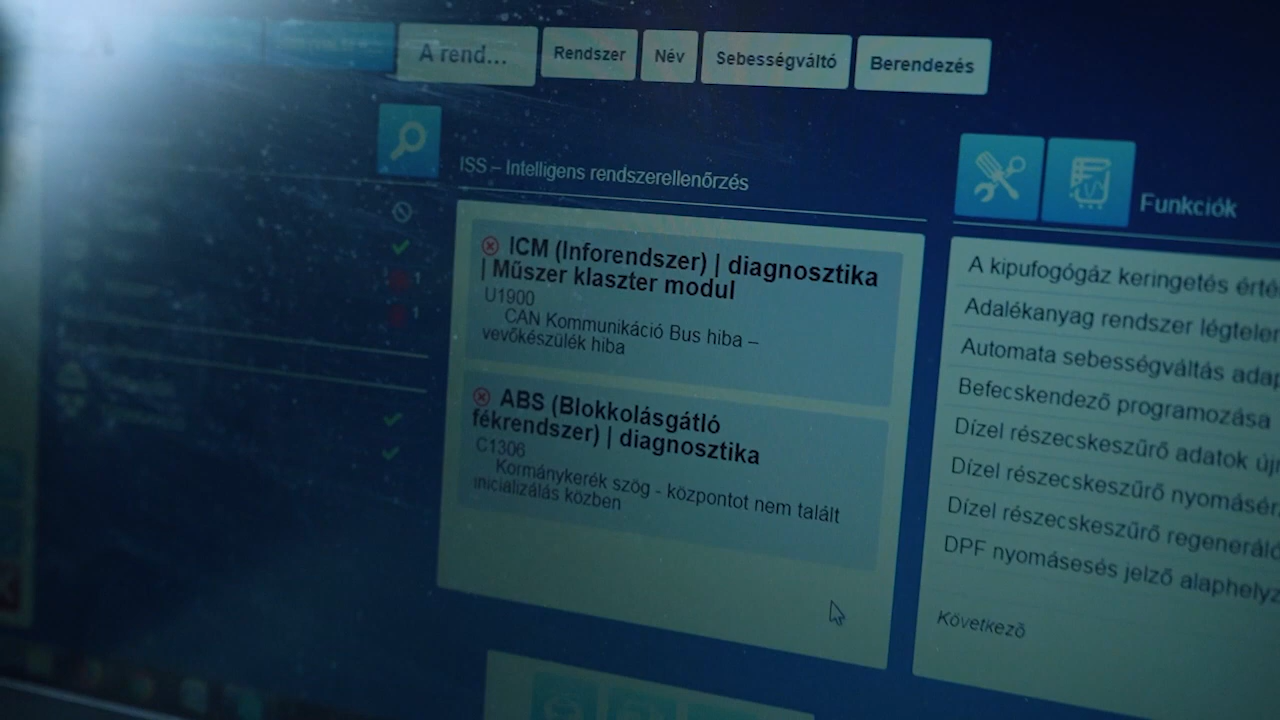 A rend...
Rendszer
Név
Sebességváltó
Berendezés
ISS – Intelligens rendszerellenőrzés
ICM (Inforendszer) | diagnosztika
| Műszer klaszter modul
U1900
CAN Kommunikáció Bus hiba –
vevőkészülék hiba
ABS (Blokkolásgátló
fékrendszer) | diagnosztika
C1306
Kormánykerék szög - központot nem talált
inicializálás közben
Funkciók
A kipufogógáz keringetés érté
Adalékanyag rendszer légtelen
Automata sebességváltás adap
Befecskendező programozása
Dízel részecskeszűrő adatok újr
Dízel részecskeszűrő nyomásér
Dízel részecskeszűrő regeneráló
DPF nyomásesés jelző alaphelyz
Következő